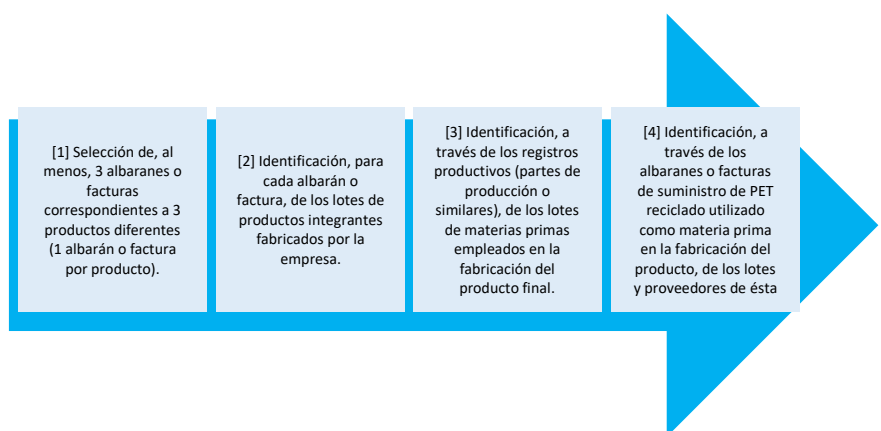 [1] Selección de, al
menos, 3 albaranes o
facturas
correspondientes a 3
productos diferentes
(1 albarán o factura
por producto).
[2] Identificación, para
cada albarán o
factura, de los lotes de
productos integrantes
fabricados por la
empresa.
[3] Identificación, a
través de los registros
productivos (partes de
producción o
similares), de los lotes
de materias primas
empleados en la
fabricación del
producto final.
[4] Identificación, a
través de los
albaranes o facturas
de suministro de PET
reciclado utilizado
como materia prima
en la fabricación del
producto, de los lotes
y proveedores de ésta